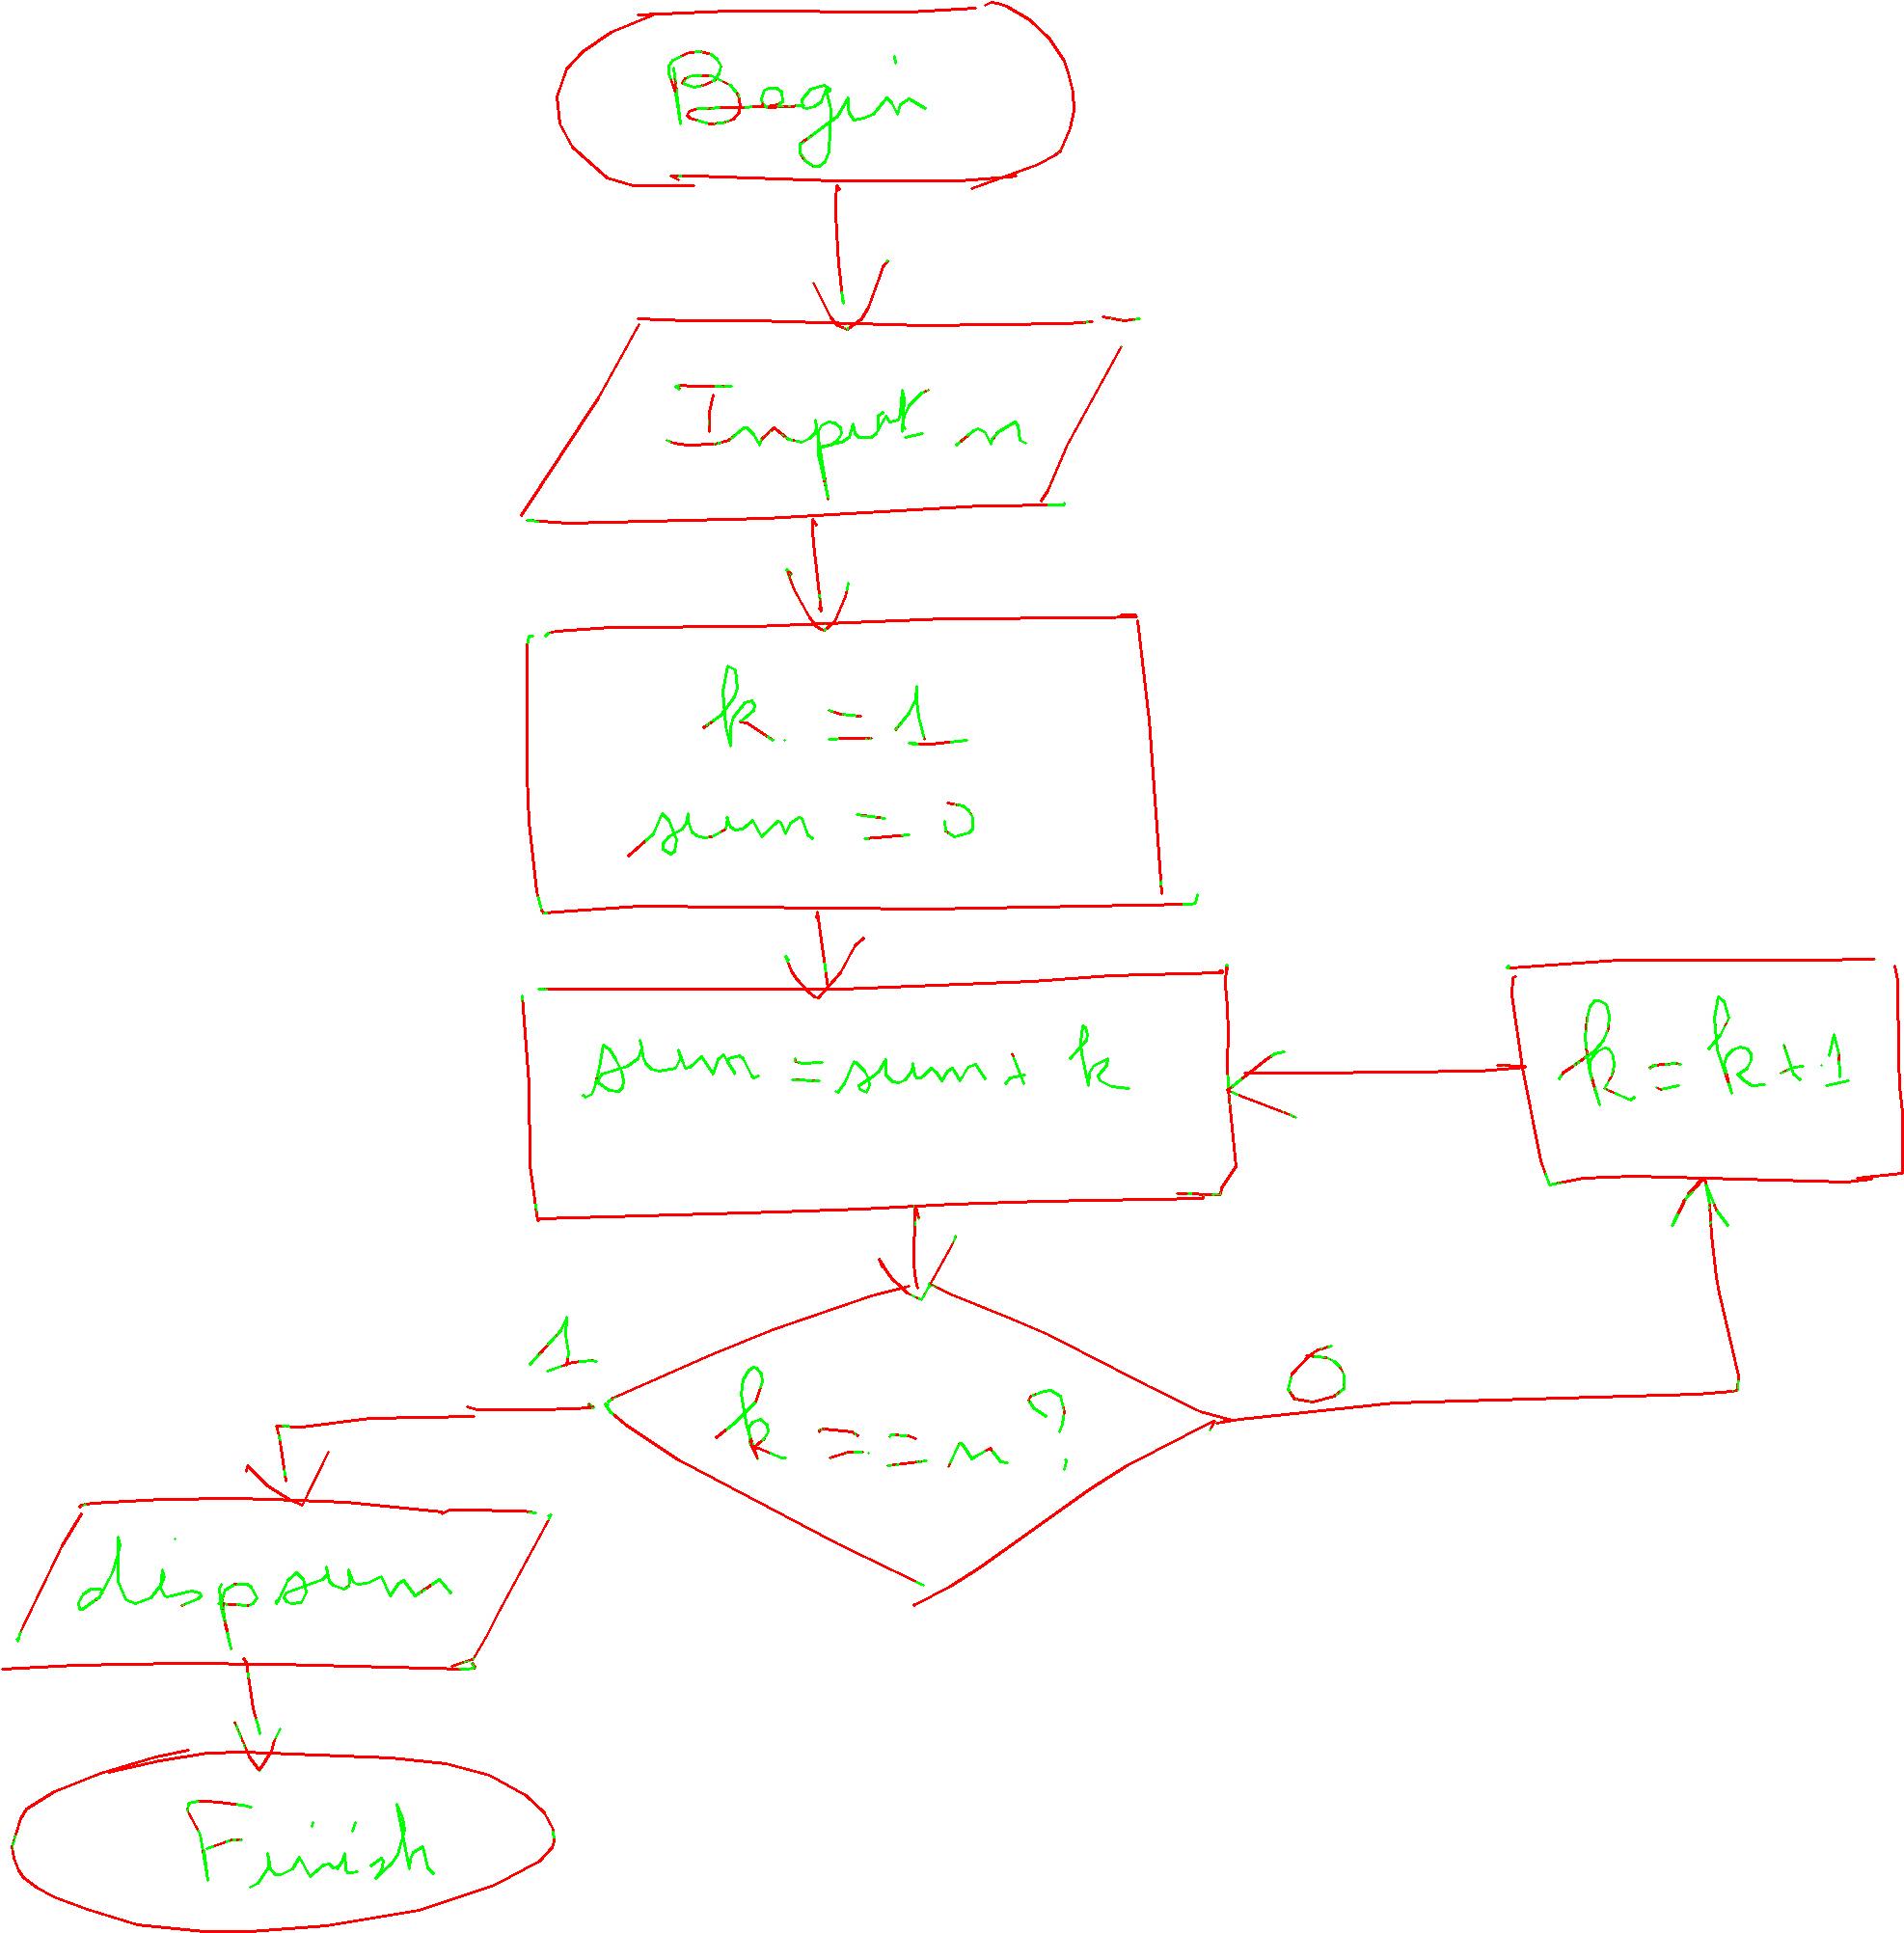 Begin
Input n
k = 1
sum = 0
sum = sum + k
k = k + 1
1
0
k == n ?
disp sum
Finish